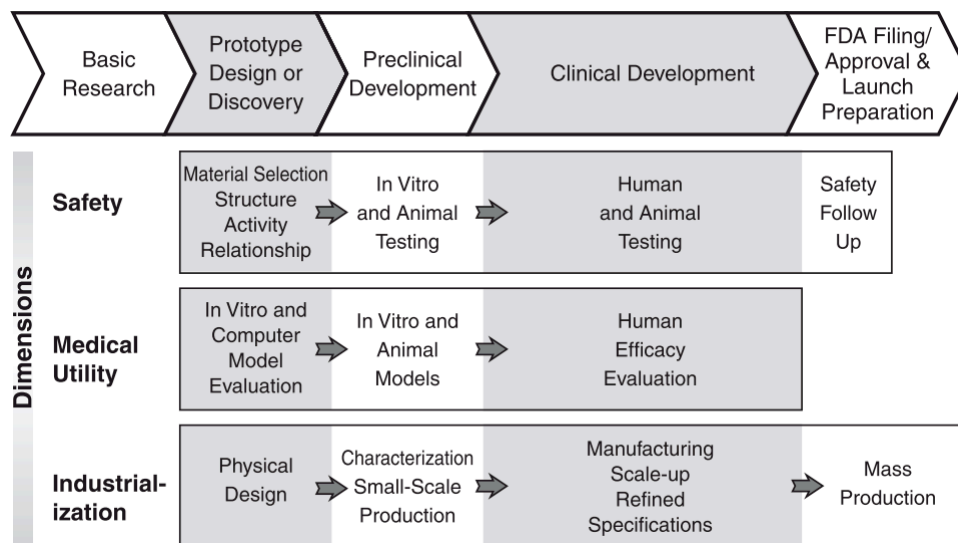 Basic
Research
Prototype
Design or
Discovery
Preclinical
Development
Clinical Development
FDA Filing/
Approval &
Launch
Preparation
Dimensions
Safety
Material Selection
Structure
Activity
Relationship
In Vitro
and Animal
Testing
Human
and Animal
Testing
Safety
Follow
Up
Medical
Utility
In Vitro and
Computer
Model
Evaluation
In Vitro and
Animal
Models
Human
Efficacy
Evaluation
Industrial-
ization
Physical
Design
Characterization
Small-Scale
Production
Manufacturing
Scale-up
Refined
Specifications
Mass
Production